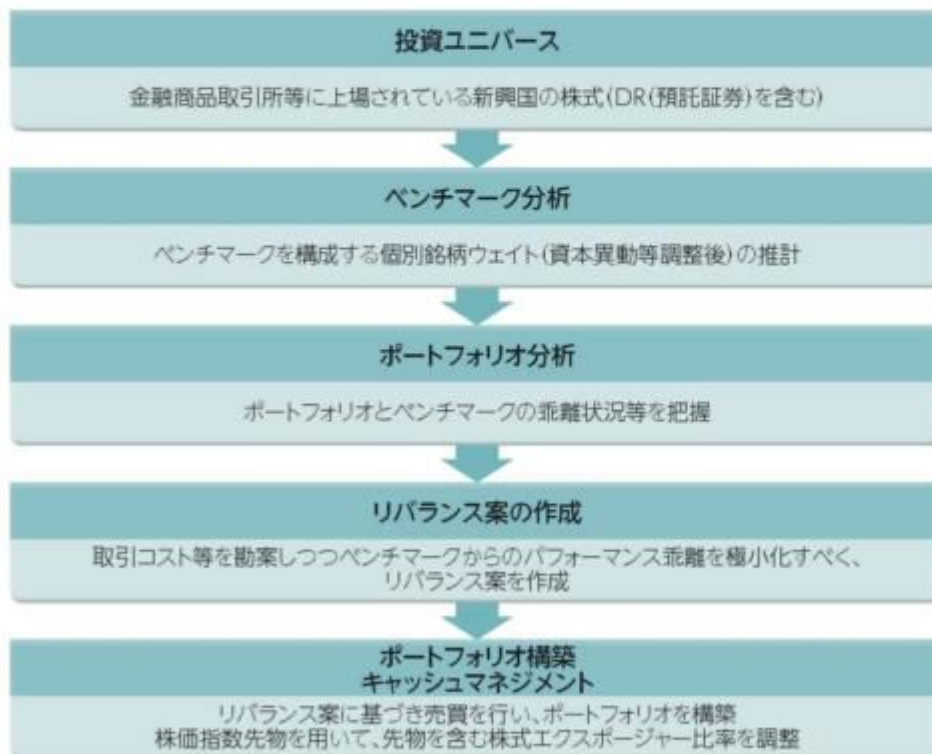 投資ユニバース
金融商品取引所等に上場されている新興国の株式(DR(預託証券)を含む)
ベンチマーク分析
ベンチマークを構成する個別銘柄ウェイト(資本異動等調整後)の推計
ポートフォリオ分析
ポートフォリオとベンチマークの乖離状況等を把握
リバランス案の作成
取引コスト等を勘案しつつベンチマークからのパフォーマンス乖離を極小化すべく、
リバランス案を作成
ポートフォリオ構築
キャッシュマネジメント
リバランス案に基づき売買を行い、ポートフォリオを構築
株価指数先物を用いて、先物を含む株式エクスポージャー比率を調整